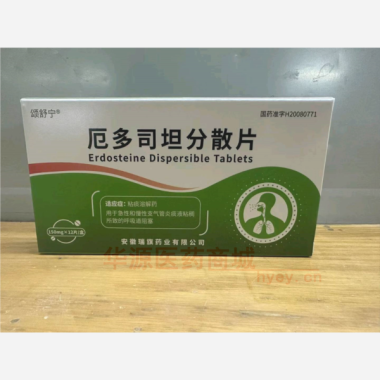 颂舒宁®
国药准字H20080771
厄多司坦分散片
Erdosteine Dispersible Tablets
适应症：粘痰溶解药
用于急性和慢性支气管炎痰液粘稠
所致的呼吸道阻塞
150mg×12片/盒
安徽瑞旗药业有限公司
华源医药商城
hyey.cn